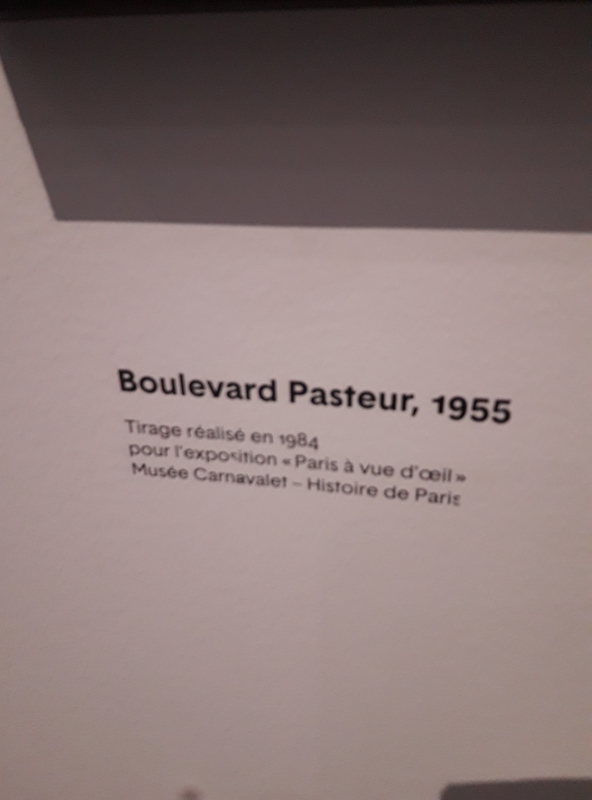 Boulevard Pasteur, 1955
Tirage réalisé en 1984
pour l'exposition « Paris à vue d'œil »
Musée Carnavalet – Histoire de Paris